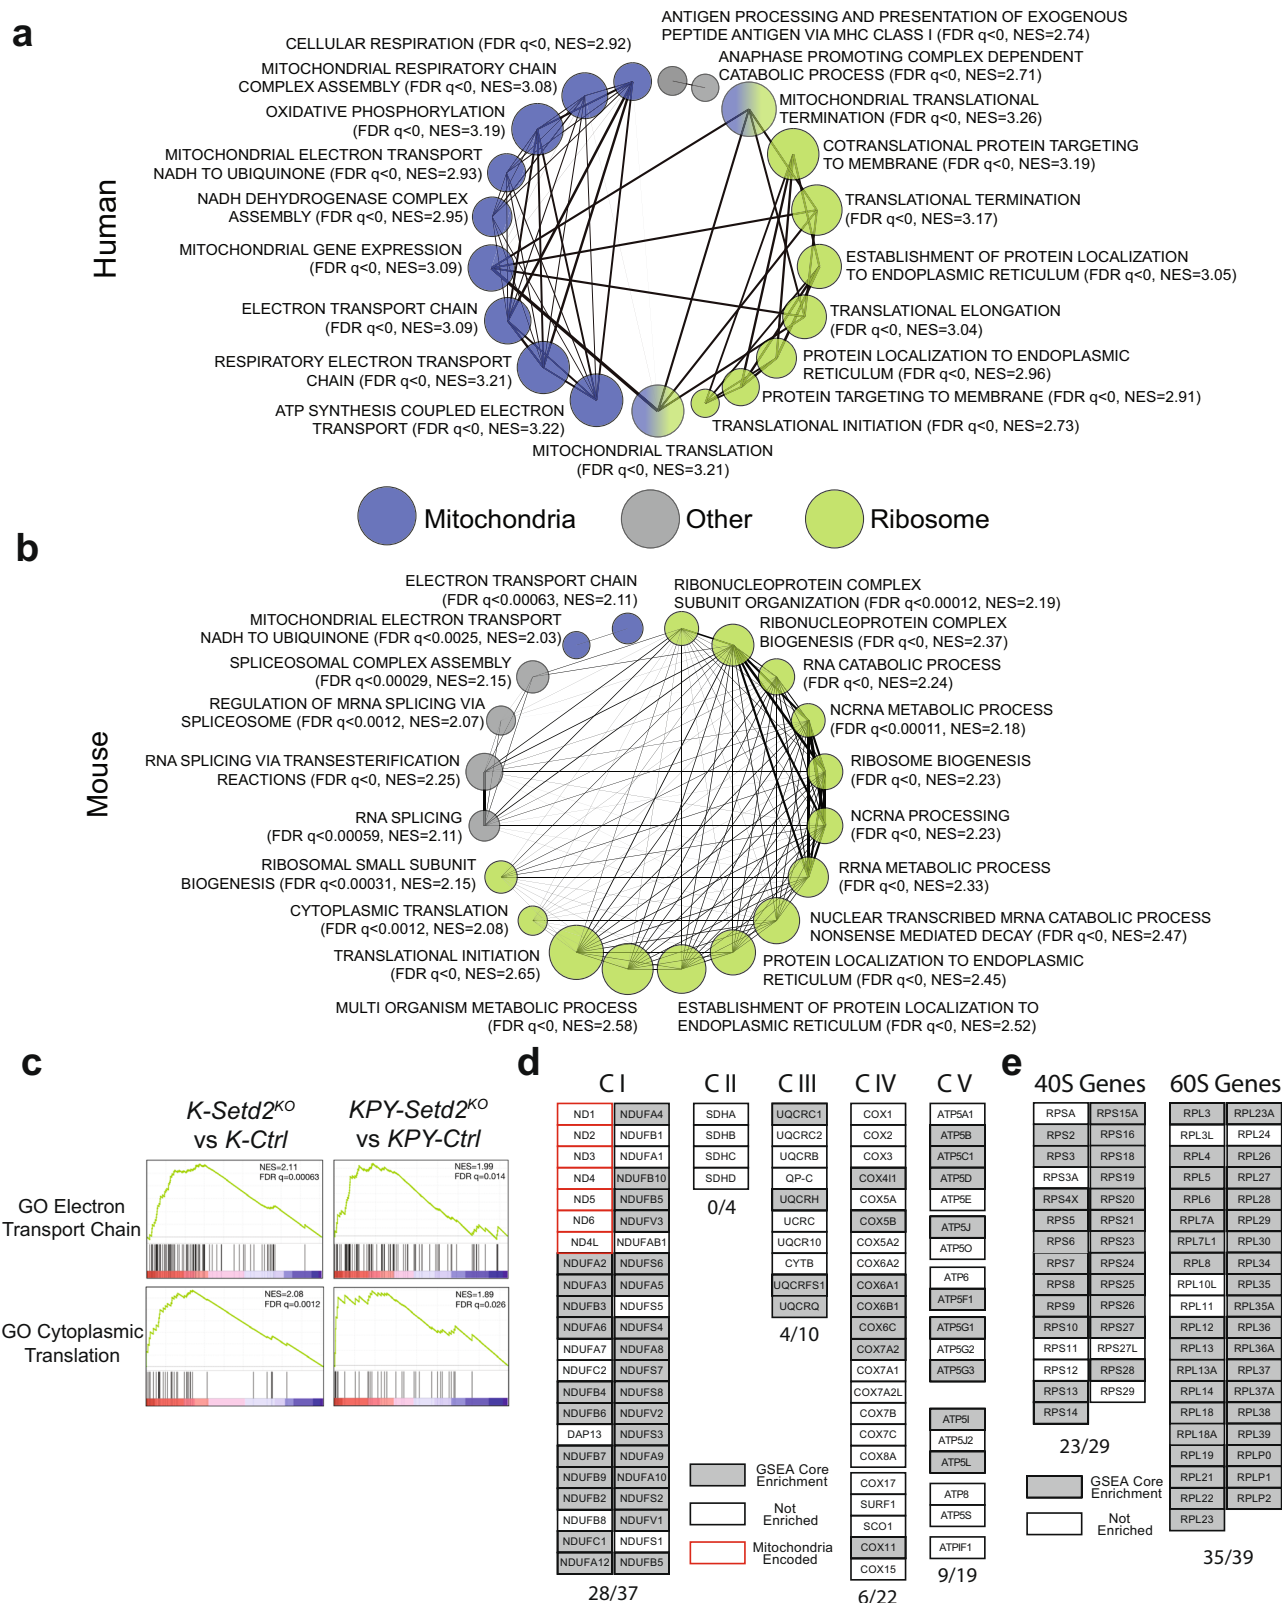 a
Human
CELLULAR RESPIRATION (FDR q<0, NES=2.92)
MITOCHONDRIAL RESPIRATORY CHAIN
COMPLEX ASSEMBLY (FDR q<0, NES=3.08)
OXIDATIVE PHOSPHORYLATION
(FDR q<0, NES=3.19)
MITOCHONDRIAL ELECTRON TRANSPORT
NADH TO UBIQUINONE (FDR q<0, NES=2.93)
NADH DEHYDROGENASE COMPLEX
ASSEMBLY (FDR q<0, NES=2.95)
MITOCHONDRIAL GENE EXPRESSION
(FDR q<0, NES=3.09)
ELECTRON TRANSPORT CHAIN
(FDR q<0, NES=3.09)
RESPIRATORY ELECTRON TRANSPORT
CHAIN (FDR q<0, NES=3.21)
ATP SYNTHESIS COUPLED ELECTRON
TRANSPORT (FDR q<0, NES=3.22)
MITOCHONDRIAL TRANSLATION
(FDR q<0, NES=3.21)
ANTIGEN PROCESSING AND PRESENTATION OF EXOGENOUS
PEPTIDE ANTIGEN VIA MHC CLASS I (FDR q<0, NES=2.74)
ANAPHASE PROMOTING COMPLEX DEPENDENT
CATABOLIC PROCESS (FDR q<0, NES=2.71)
MITOCHONDRIAL TRANSLATIONAL
TERMINATION (FDR q<0, NES=3.26)
COTRANSLATIONAL PROTEIN TARGETING
TO MEMBRANE (FDR q<0, NES=3.19)
TRANSLATIONAL TERMINATION
(FDR q<0, NES=3.17)
ESTABLISHMENT OF PROTEIN LOCALIZATION
TO ENDOPLASMIC RETICULUM (FDR q<0, NES=3.05)
TRANSLATIONAL ELONGATION
(FDR q<0, NES=3.04)
PROTEIN LOCALIZATION TO ENDOPLASMIC
RETICULUM (FDR q<0, NES=2.96)
PROTEIN TARGETING TO MEMBRANE (FDR q<0, NES=2.91)
TRANSLATIONAL INITIATION (FDR q<0, NES=2.73)
Mitochondria
Other
Ribosome
b
Mouse
ELECTRON TRANSPORT CHAIN
(FDR q<0.00063, NES=2.11)
MITOCHONDRIAL ELECTRON TRANSPORT
NADH TO UBIQUINONE (FDR q<0.0025, NES=2.03)
SPLICEOSOMAL COMPLEX ASSEMBLY
(FDR q<0.00029, NES=2.15)
REGULATION OF MRNA SPLICING VIA
SPLICEOSOME (FDR q<0.0012, NES=2.07)
RNA SPLICING VIA TRANSESTERIFICATION
REACTIONS (FDR q<0, NES=2.25)
RNA SPLICING
(FDR q<0.00059, NES=2.11)
RIBOSOMAL SMALL SUBUNIT
BIOGENESIS (FDR q<0.00031, NES=2.15)
CYTOPLASMIC TRANSLATION
(FDR q<0.0012, NES=2.08)
TRANSLATIONAL INITIATION
(FDR q<0, NES=2.65)
MULTI ORGANISM METABOLIC PROCESS
(FDR q<0, NES=2.58)
RIBONUCLEOPROTEIN COMPLEX
SUBUNIT ORGANIZATION (FDR q<0.00012, NES=2.19)
RIBONUCLEOPROTEIN COMPLEX
BIOGENESIS (FDR q<0, NES=2.37)
RNA CATABOLIC PROCESS
(FDR q<0, NES=2.24)
NCRNA METABOLIC PROCESS
(FDR q<0.00011, NES=2.18)
RIBOSOME BIOGENESIS
(FDR q<0, NES=2.23)
NCRNA PROCESSING
(FDR q<0, NES=2.23)
RRNA METABOLIC PROCESS
(FDR q<0, NES=2.33)
NUCLEAR TRANSCRIBED MRNA CATABOLIC PROCESS
NONSENSE MEDIATED DECAY (FDR q<0, NES=2.47)
PROTEIN LOCALIZATION TO ENDOPLASMIC
RETICULUM (FDR q<0, NES=2.45)
ESTABLISHMENT OF PROTEIN LOCALIZATION TO
ENDOPLASMIC RETICULUM (FDR q<0, NES=2.52)
c
K-Setd2KO
vs K-Ctrl
KPY-Setd2KO
vs KPY-Ctrl
GO Electron
Transport Chain
NES=2.11
FDR q=0.00063
NES=1.99
FDR q=0.014
GO Cytoplasmic
Translation
NES=2.08
FDR q=0.0012
NES=1.89
FDR q=0.026
d
C I
ND1 NDUFA4
ND2 NDUFB1
ND3 NDUFA1
ND4 NDUFB10
ND5 NDUFB5
ND6 NDUFV3
ND4L NDUFAB1
NDUFA2 NDUFS6
NDUFA3 NDUFA5
NDUFB3 NDUFS5
NDUFA6 NDUFS4
NDUFA7 NDUFA8
NDUFC2 NDUFS7
NDUFB4 NDUFS8
NDUFB6 NDUFV2
DAP13 NDUFS3
NDUFB7 NDUFA9
NDUFB9 NDUFA10
NDUFB2 NDUFS2
NDUFB8 NDUFV1
NDUFC1 NDUFS1
NDUFA12 NDUFB5
28/37
C II
SDHA
SDHB
SDHC
SDHD
0/4
C III
UQCRC1
UQCRC2
UQCRB
QP-C
UQCRH
UCRC
UQCR10
CYTB
UQCRFS1
UQCRQ
4/10
C IV
COX1
COX2
COX3
COX4I1
COX5A
COX5B
COX5A2
COX6A2
COX6A1
COX6B1
COX6C
COX7A2
COX7A1
COX7A2L
COX7B
COX7C
COX8A
COX17
SURF1
SCO1
COX11
COX15
6/22
C V
ATP5A1
ATP5B
ATP5C1
ATP5D
ATP5E
ATP5J
ATP5O
ATP6
ATP5F1
ATP5G1
ATP5G2
ATP5G3
ATP5I
ATP5J2
ATP5L
ATP8
ATP5S
ATPIF1
9/19
GSEA Core
Enrichment
Not
Enriched
Mitochondria
Encoded
e
40S Genes
RPSA RPS15A
RPS2 RPS16
RPS3 RPS18
RPS3A RPS19
RPS4X RPS20
RPS5 RPS21
RPS6 RPS23
RPS7 RPS24
RPS8 RPS25
RPS9 RPS26
RPS10 RPS27
RPS11 RPS27L
RPS12 RPS28
RPS13 RPS29
RPS14
23/29
60S Genes
RPL3 RPL23A
RPL3L RPL24
RPL4 RPL26
RPL5 RPL27
RPL6 RPL28
RPL7A RPL29
RPL7L1 RPL30
RPL8 RPL34
RPL10L RPL35
RPL11 RPL35A
RPL12 RPL36
RPL13 RPL36A
RPL13A RPL37
RPL14 RPL37A
RPL18 RPL38
RPL18A RPL39
RPL19 RPLP0
RPL21 RPLP1
RPL22 RPLP2
RPL23
35/39
GSEA Core
Enrichment
Not
Enriched